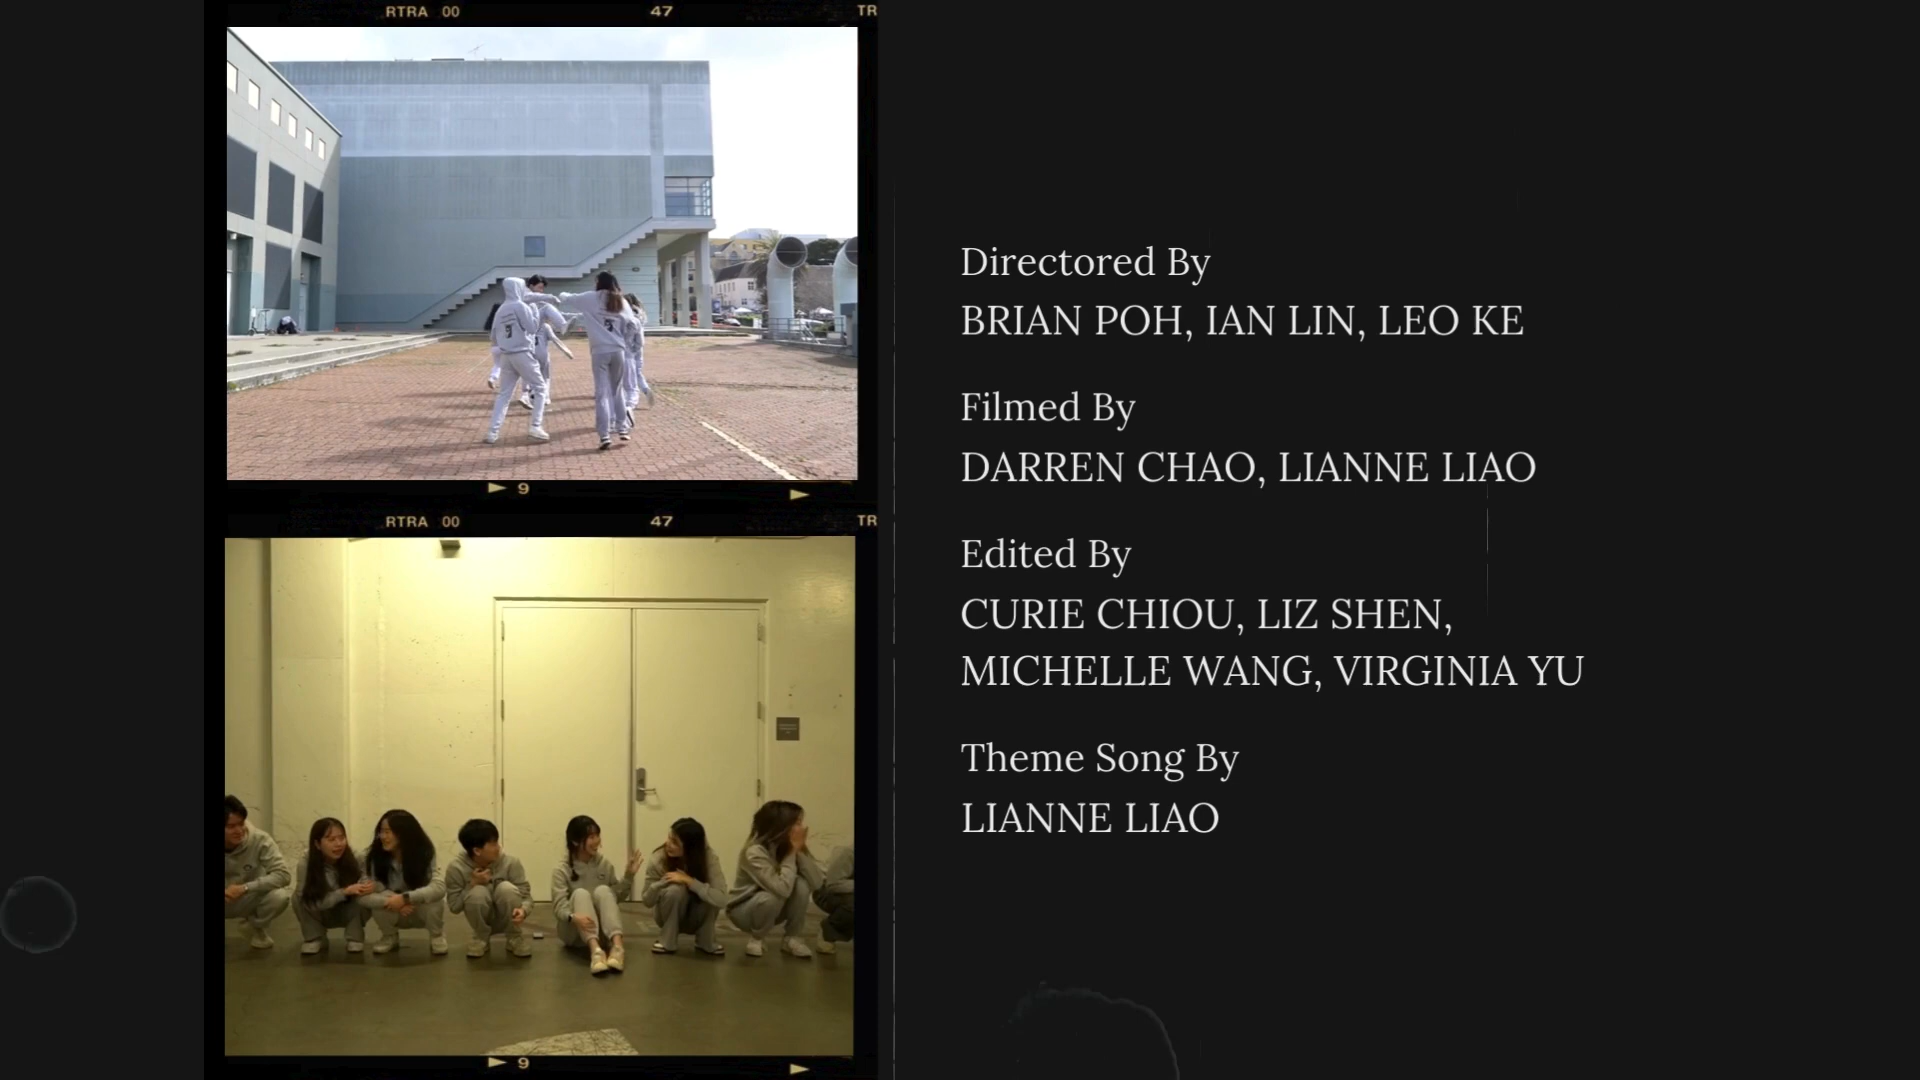 RTRA 00 47 TR
9
RTRA 00 47 TR
9
Directored By
BRIAN POH, IAN LIN, LEO KE
Filmed By
DARREN CHAO, LIANNE LIAO
Edited By
CURIE CHIOU, LIZ SHEN,
MICHELLE WANG, VIRGINIA YU
Theme Song By
LIANNE LIAO